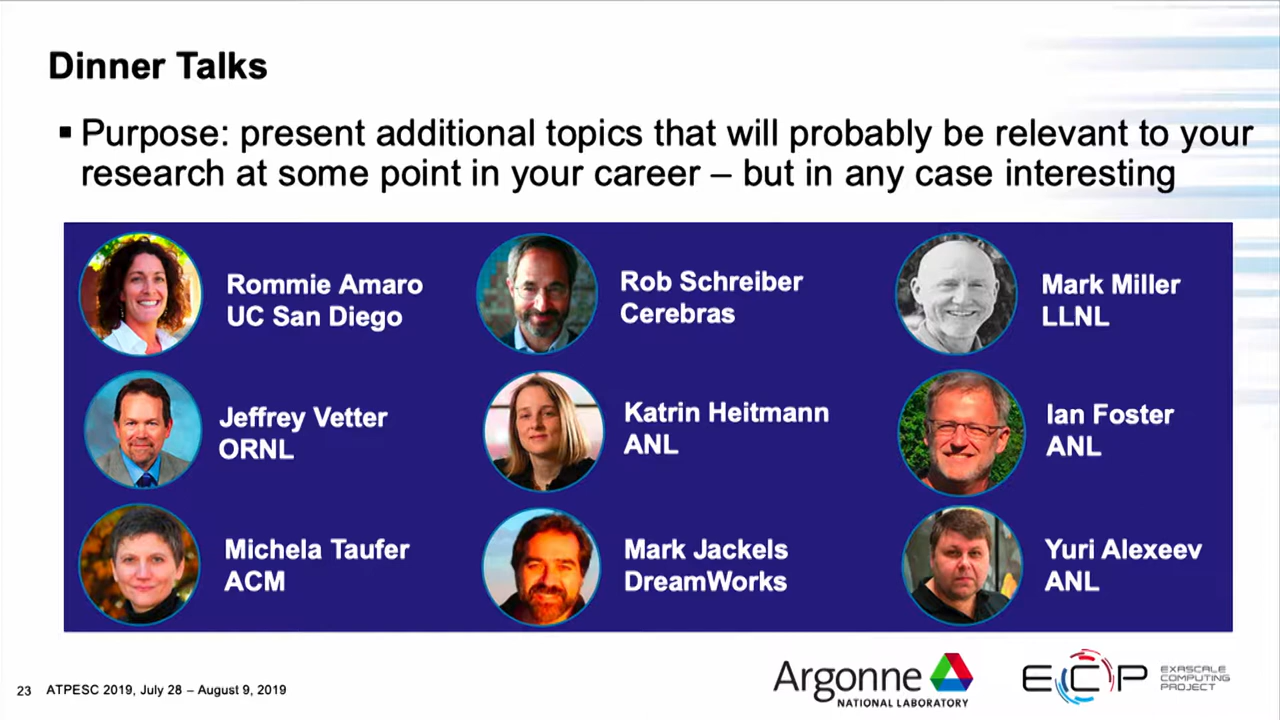 Dinner Talks
▪ Purpose: present additional topics that will probably be relevant to your
research at some point in your career – but in any case interesting
Rommie Amaro
UC San Diego
Rob Schreiber
Cerebras
Mark Miller
LLNL
Jeffrey Vetter
ORNL
Katrin Heitmann
ANL
Ian Foster
ANL
Michela Taufer
ACM
Mark Jackels
DreamWorks
Yuri Alexeev
ANL
23 ATPESC 2019, July 28 – August 9, 2019
Argonne
NATIONAL LABORATORY
ECP
EXASCALE
COMPUTING
PROJECT